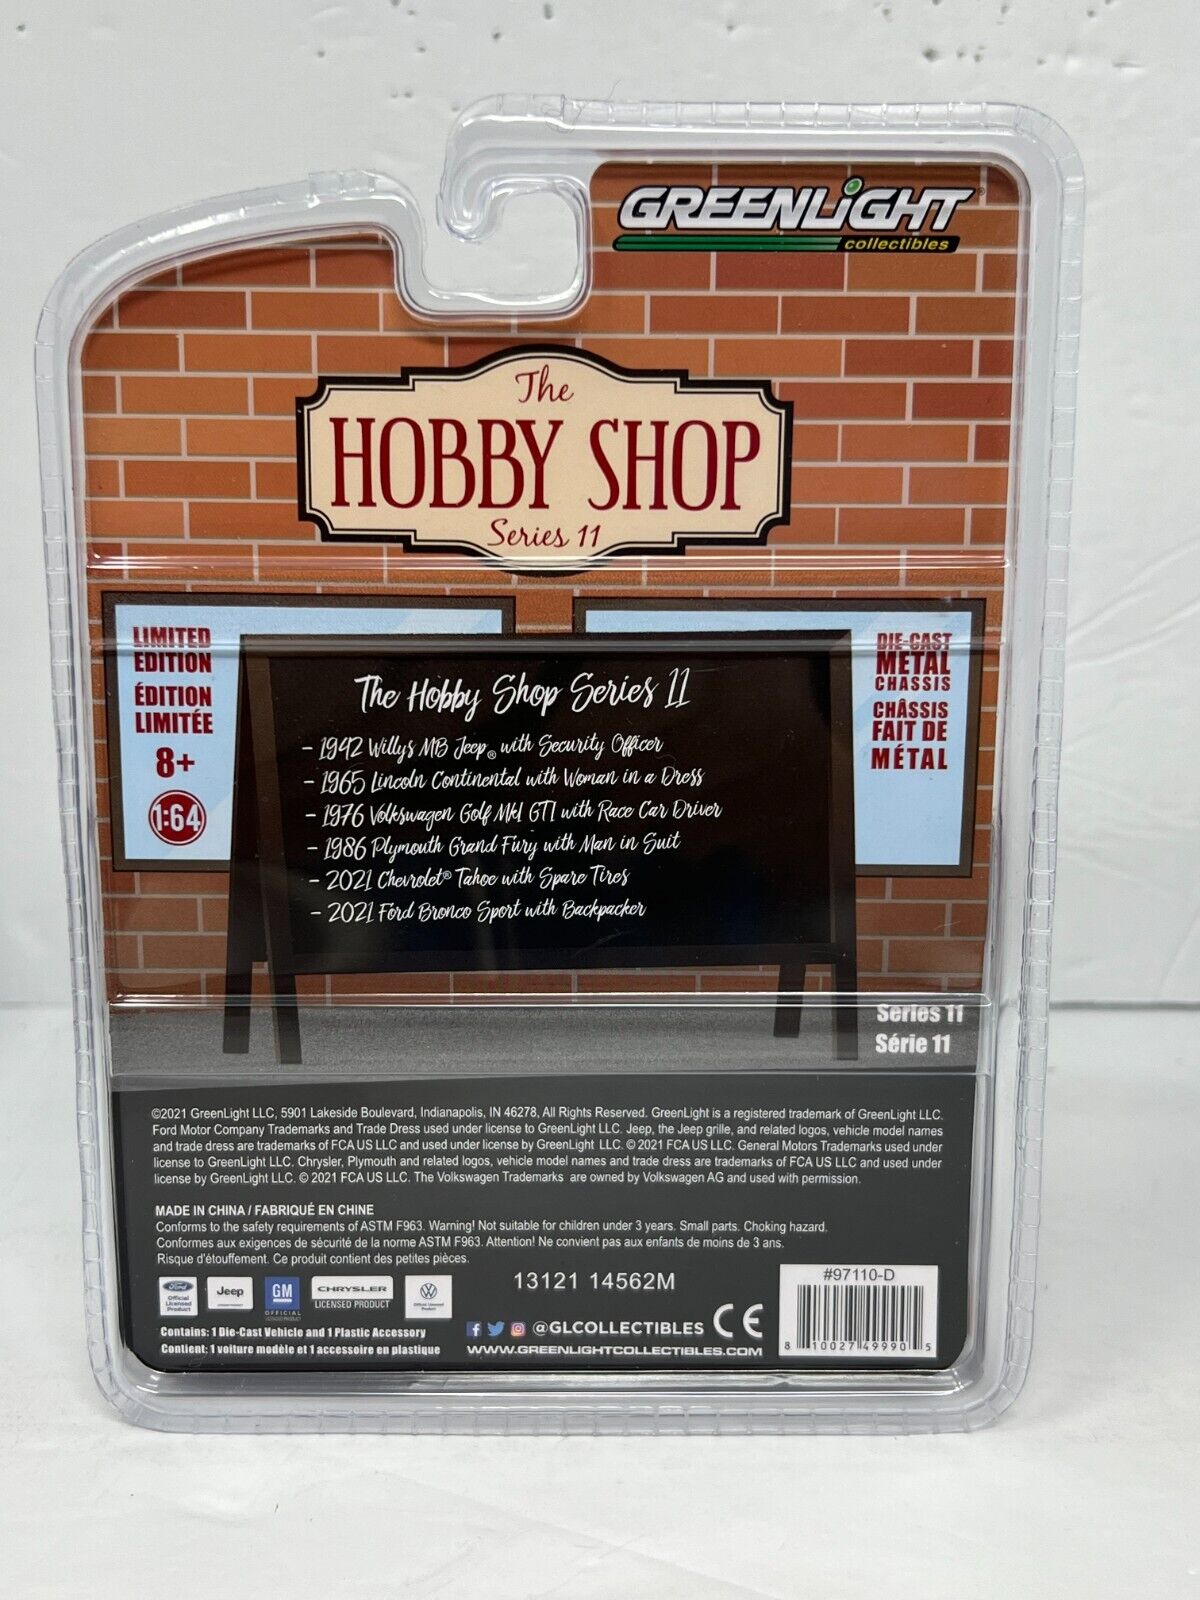 GREENLiGHT®
collectibles
The
HOBBY SHOP
Series 11
LIMITED
EDITION
ÉDITION
LIMITÉE
8+
1:64
DIE-CAST
METAL
CHASSIS
CHÂSSIS
FAIT DE
MÉTAL
The Hobby Shop Series 11
- 1942 Willys MB Jeep® with Security Officer
- 1965 Lincoln Continental with Woman in a Dress
- 1976 Volkswagen Golf Mk1 GTI with Race Car Driver
- 1986 Plymouth Grand Fury with Man in Suit
- 2021 Chevrolet® Tahoe with Spare Tires
- 2021 Ford Bronco Sport with Backpacker
Series 11
Série 11
©2021 GreenLight LLC, 5901 Lakeside Boulevard, Indianapolis, IN 46278, All Rights Reserved. GreenLight is a registered trademark of GreenLight LLC.
Ford Motor Company Trademarks and Trade Dress used under license to GreenLight LLC. Jeep, the Jeep grille, and related logos, vehicle model names
and trade dress are trademarks of FCA US LLC and used under license by GreenLight LLC. © 2021 FCA US LLC. General Motors Trademarks used under
license to GreenLight LLC. Chrysler, Plymouth and related logos, vehicle model names and trade dress are trademarks of FCA US LLC and used under
license by GreenLight LLC. © 2021 FCA US LLC. The Volkswagen Trademarks are owned by Volkswagen AG and used with permission.
MADE IN CHINA / FABRIQUÉ EN CHINE
Conforms to the safety requirements of ASTM F963. Warning! Not suitable for children under 3 years. Small parts. Choking hazard.
Conformes aux exigences de sécurité de la norme ASTM F963. Attention! Ne convient pas aux enfants de moins de 3 ans.
Risque d'étouffement. Ce produit contient des petites pièces.
Ford
Official
Licensed
Product
Jeep
GM
OFFICIAL
LICENSED PRODUCT
CHRYSLER
LICENSED PRODUCT
Official Licensed
Product
13121 14562M
#97110-D
8 10027 49990 5
Contains: 1 Die-Cast Vehicle and 1 Plastic Accessory
Contient: 1 voiture modèle et 1 accessoire en plastique
@GLCOLLECTIBLES
CE
WWW.GREENLIGHTCOLLECTIBLES.COM